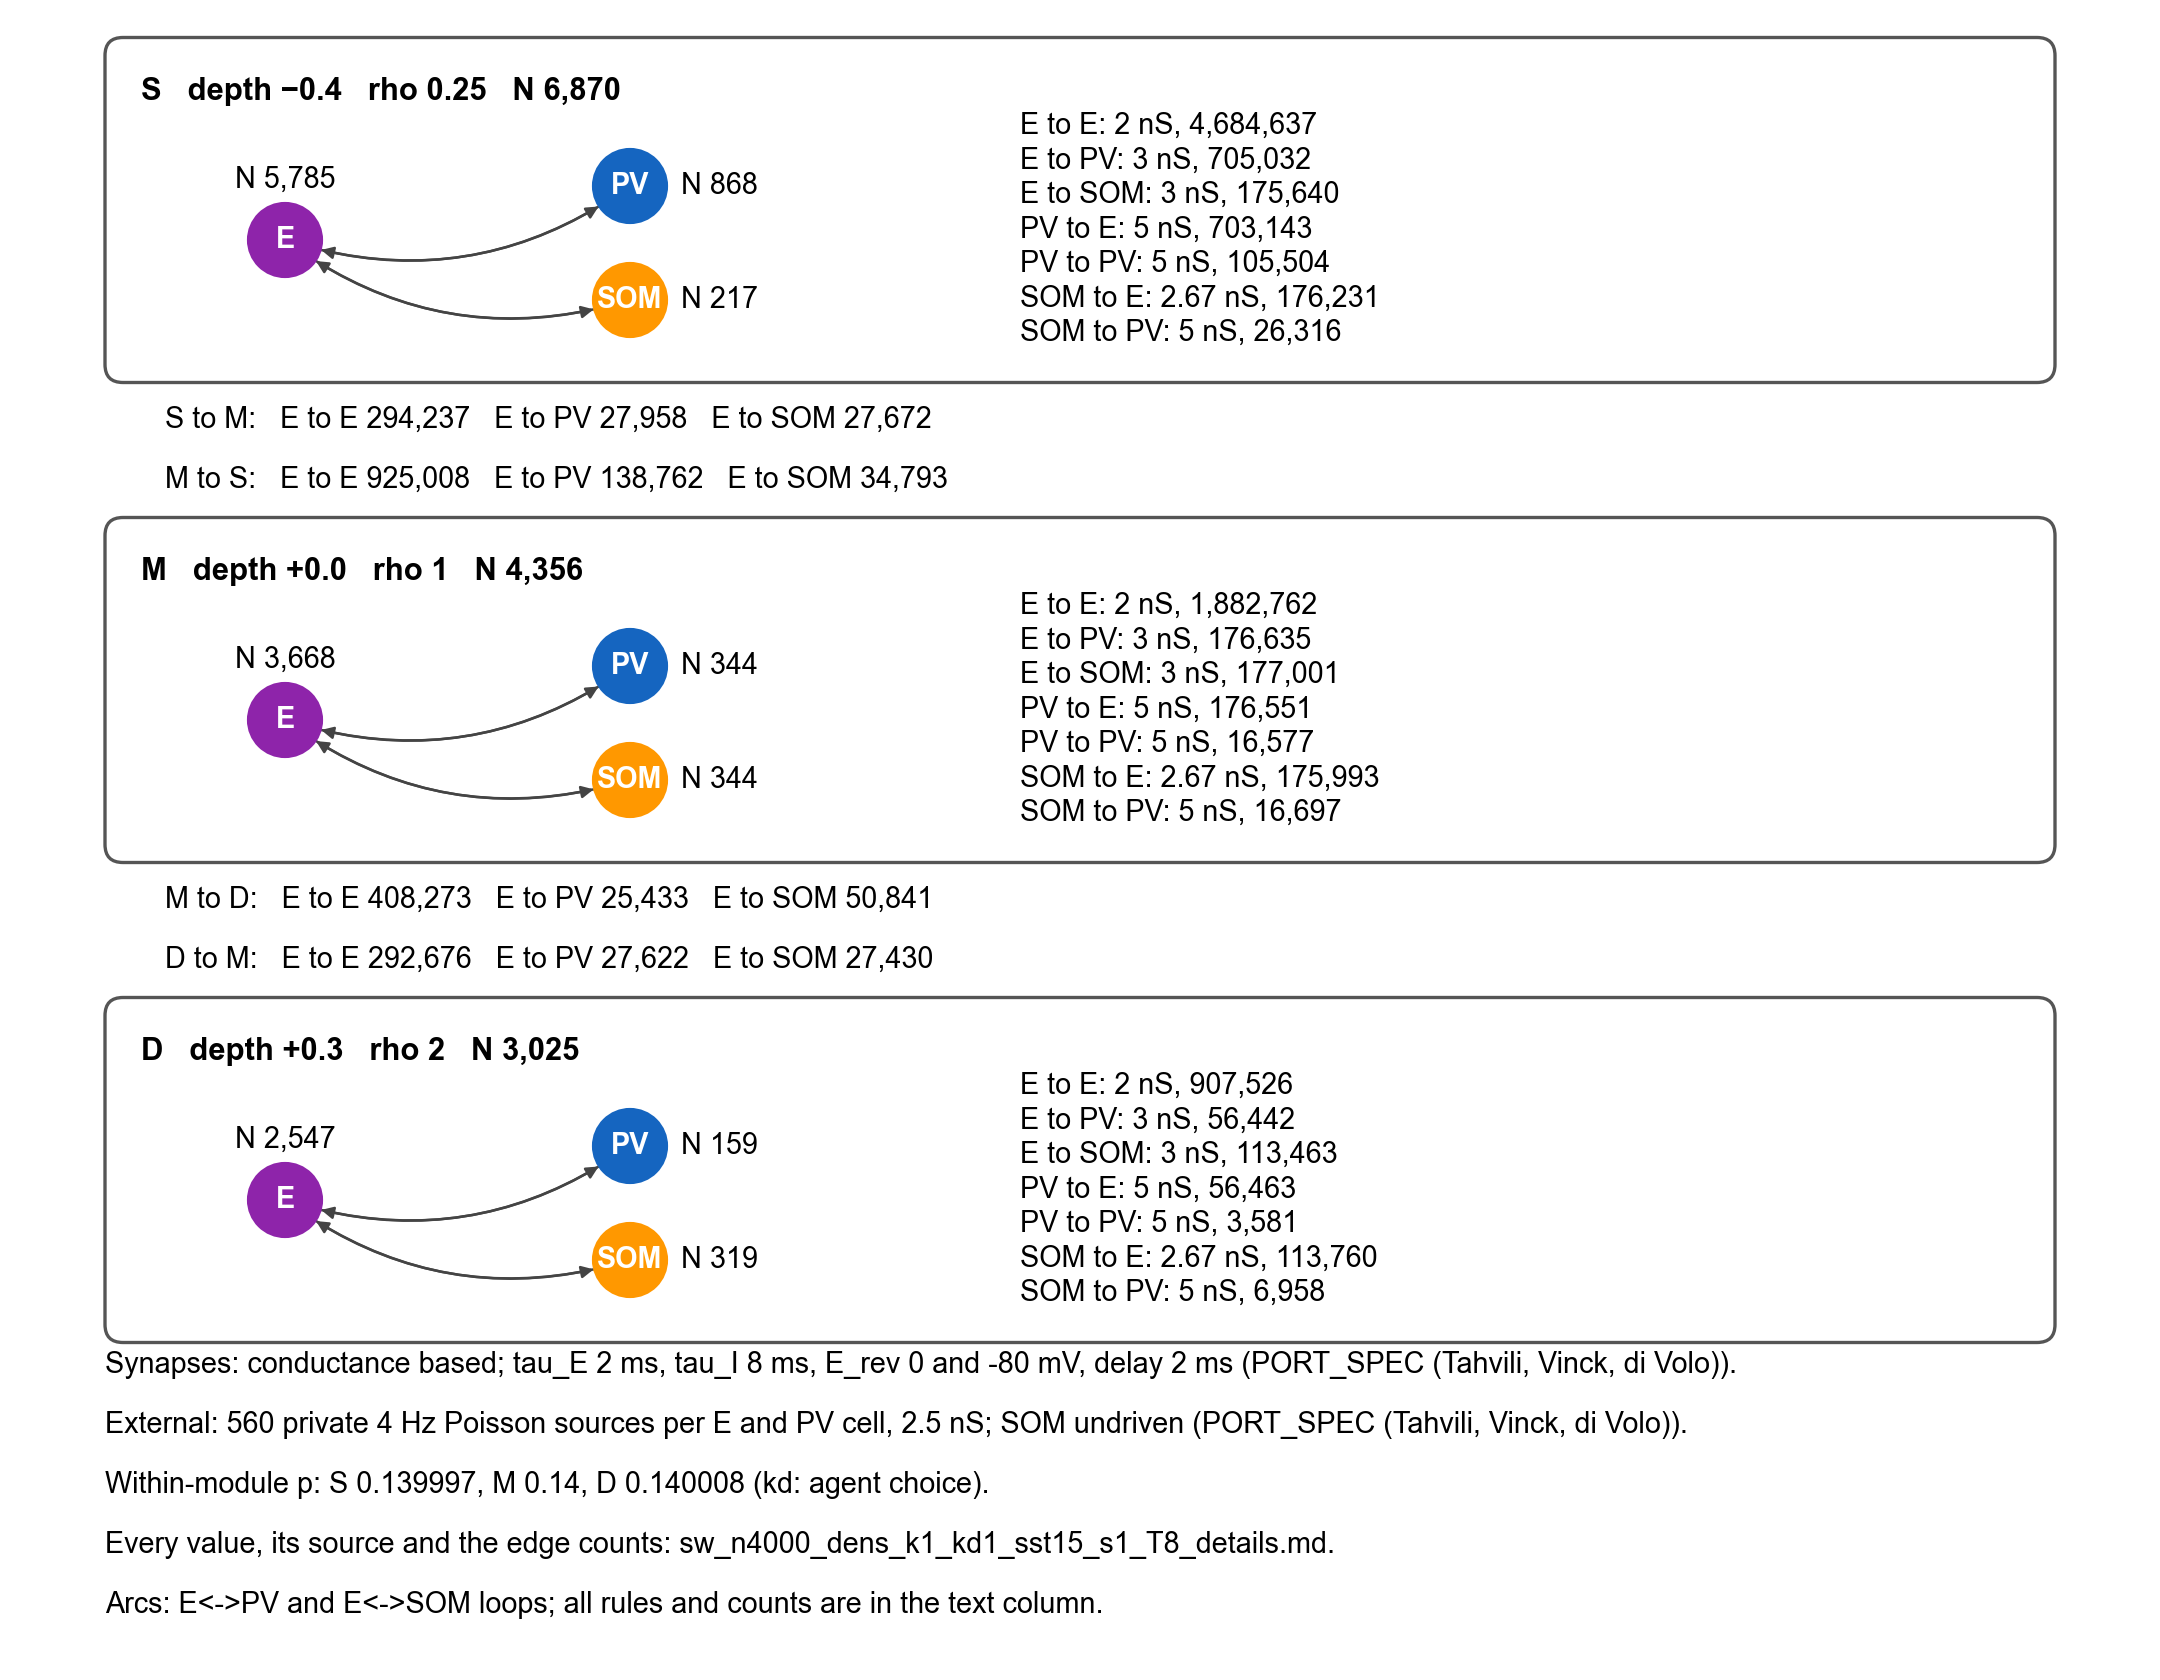 S   depth −0.4   rho 0.25   N 6,870
N 5,785
E
PV
N 868
SOM
N 217
E to E: 2 nS, 4,684,637
E to PV: 3 nS, 705,032
E to SOM: 3 nS, 175,640
PV to E: 5 nS, 703,143
PV to PV: 5 nS, 105,504
SOM to E: 2.67 nS, 176,231
SOM to PV: 5 nS, 26,316
S to M:   E to E 294,237   E to PV 27,958   E to SOM 27,672
M to S:   E to E 925,008   E to PV 138,762   E to SOM 34,793
M   depth +0.0   rho 1   N 4,356
N 3,668
E
PV
N 344
SOM
N 344
E to E: 2 nS, 1,882,762
E to PV: 3 nS, 176,635
E to SOM: 3 nS, 177,001
PV to E: 5 nS, 176,551
PV to PV: 5 nS, 16,577
SOM to E: 2.67 nS, 175,993
SOM to PV: 5 nS, 16,697
M to D:   E to E 408,273   E to PV 25,433   E to SOM 50,841
D to M:   E to E 292,676   E to PV 27,622   E to SOM 27,430
D   depth +0.3   rho 2   N 3,025
N 2,547
E
PV
N 159
SOM
N 319
E to E: 2 nS, 907,526
E to PV: 3 nS, 56,442
E to SOM: 3 nS, 113,463
PV to E: 5 nS, 56,463
PV to PV: 5 nS, 3,581
SOM to E: 2.67 nS, 113,760
SOM to PV: 5 nS, 6,958
Synapses: conductance based; tau_E 2 ms, tau_I 8 ms, E_rev 0 and -80 mV, delay 2 ms (PORT_SPEC (Tahvili, Vinck, di Volo)).
External: 560 private 4 Hz Poisson sources per E and PV cell, 2.5 nS; SOM undriven (PORT_SPEC (Tahvili, Vinck, di Volo)).
Within-module p: S 0.139997, M 0.14, D 0.140008 (kd: agent choice).
Every value, its source and the edge counts: sw_n4000_dens_k1_kd1_sst15_s1_T8_details.md.
Arcs: E<->PV and E<->SOM loops; all rules and counts are in the text column.